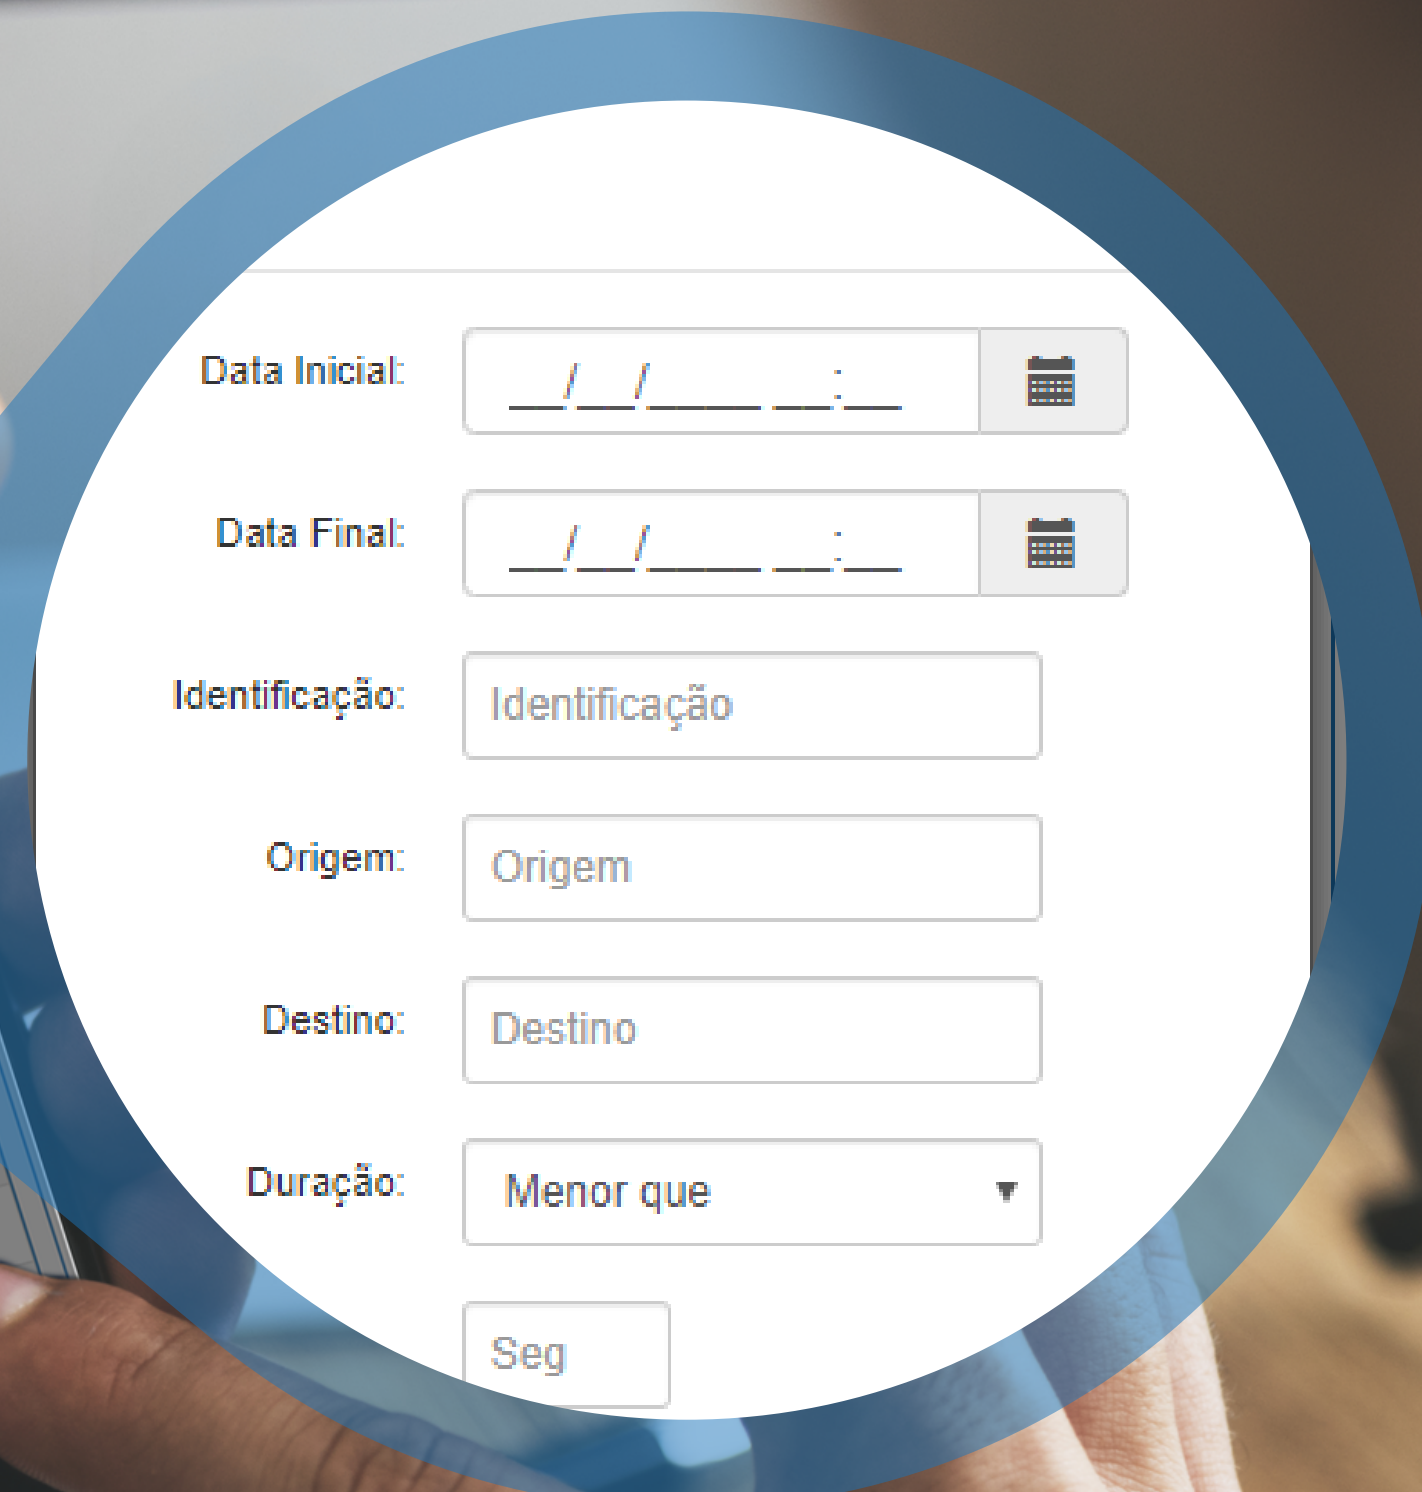 Data Inicial: __/__/____ __:__
Data Final: __/__/____ __:__
Identificação: Identificação
Origem: Origem
Destino: Destino
Duração: Menor que
Seg